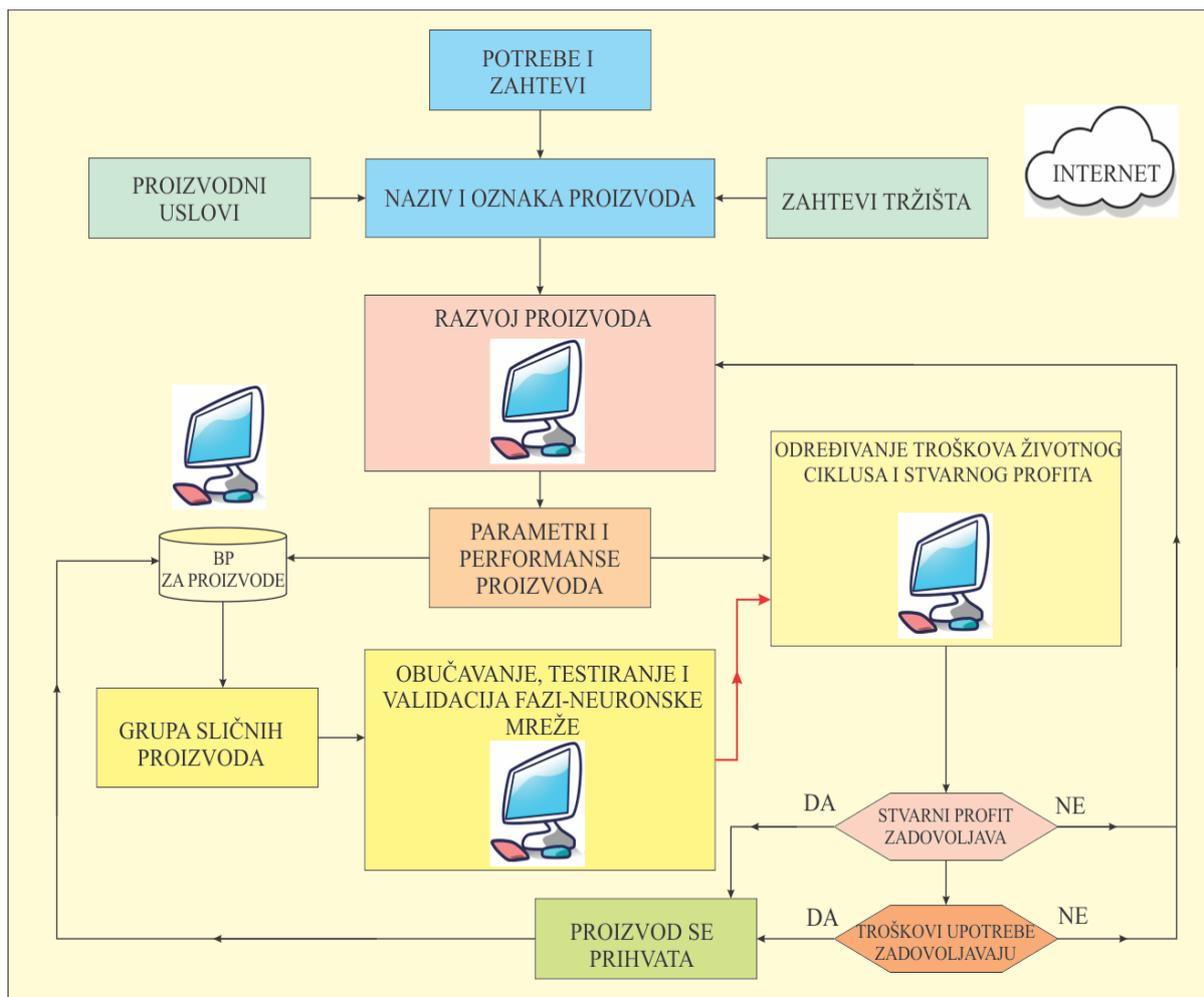 POTREBE I
ZAHTEVI
PROIZVODNI
USLOVI
NAZIV I OZNAKA PROIZVODA
ZAHTEVI TRŽIŠTA
INTERNET
RAZVOJ PROIZVODA
ODREĐIVANJE TROŠKOVA ŽIVOTNOG
CIKLUSA I STVARNOG PROFITA
PARAMETRI I
PERFORMANSE
PROIZVODA
BP
ZA PROIZVODE
OBUČAVANJE, TESTIRANJE I
VALIDACIJA FAZI-NEURONSKE
MREŽE
GRUPA SLIČNIH
PROIZVODA
DA
STVARNI PROFIT
ZADOVOLJAVA
NE
PROIZVOD SE
PRIHVATA
DA
TROŠKOVI UPOTREBE
ZADOVOLJAVAJU
NE